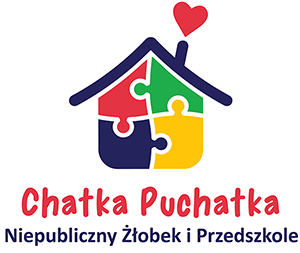 Chatka Puchatka
Niepubliczny Żłobek i Przedszkole